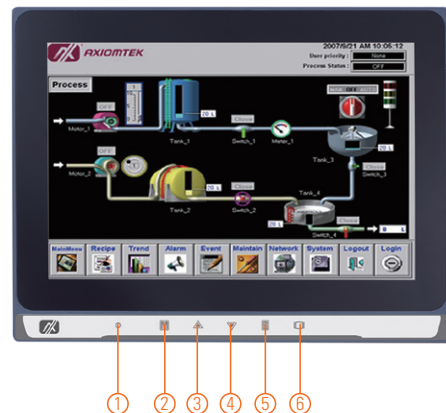 AXIOMTEK
2007/9/21 AM 10:05:12
User priority : None
Process Status : OFF
Process
OFF
Motor_1
20 L
Tank_1
Close
Switch_1
Meter_1
OFF
Tank_3
20 L
Close
Switch_3
OFF
Motor_2
Tank_2
20 L
Close
Switch_2
Tank_4
20 L
Close
Switch_4
0 L
MainMenu Recipe Trend Alarm Event Maintain Network System Logout Login
1 2 3 4 5 6